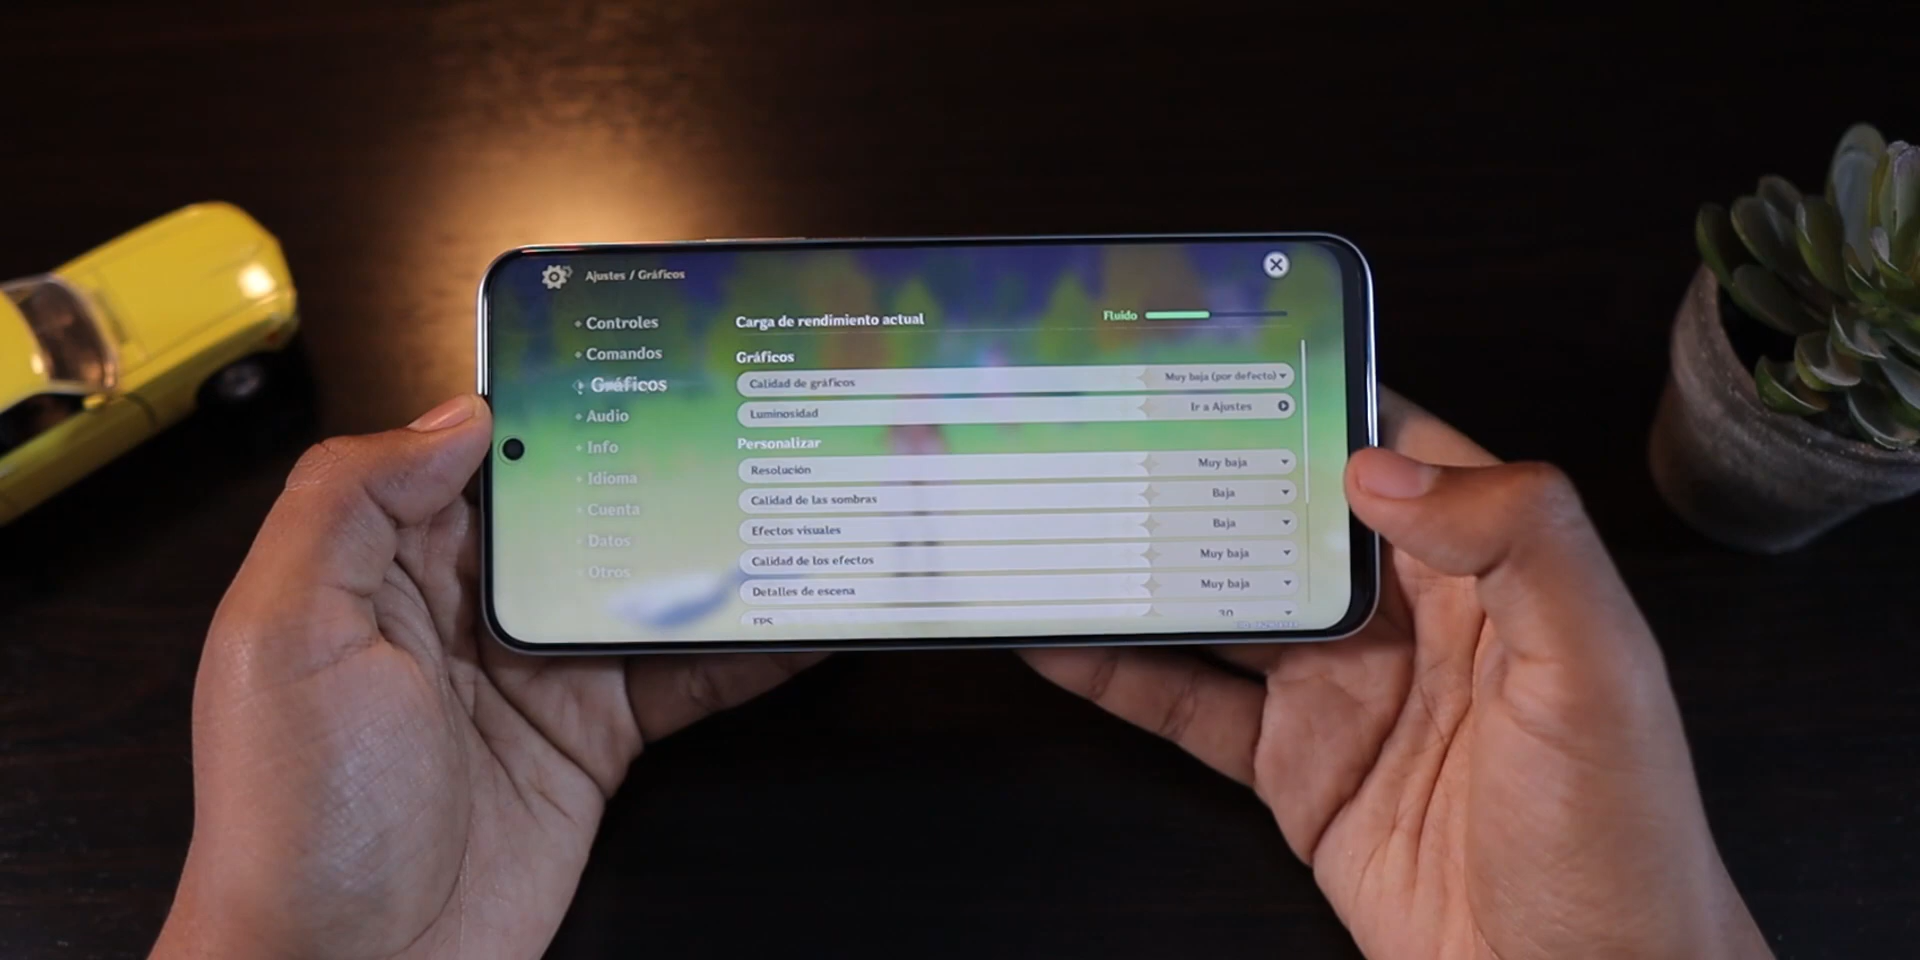 Ajustes / Gráficos
Controles
Comandos
Gráficos
Audio
Info
Idioma
Cuenta
Datos
Otros
Carga de rendimiento actual Fluido
Gráficos
Calidad de gráficos Muy baja (por defecto)
Luminosidad Ir a Ajustes
Personalizar
Resolución Muy baja
Calidad de las sombras Baja
Efectos visuales Baja
Calidad de los efectos Muy baja
Detalles de escena Muy baja
FPS 30